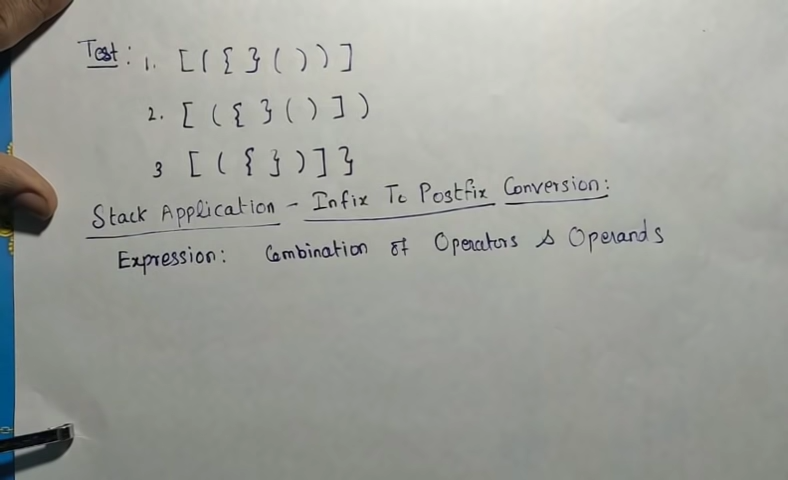 Test: 1. [({}())]
2. [({}()])
3 [({})]}
Stack Application - Infix To Postfix Conversion:
Expression: Combination of Operators & Operands